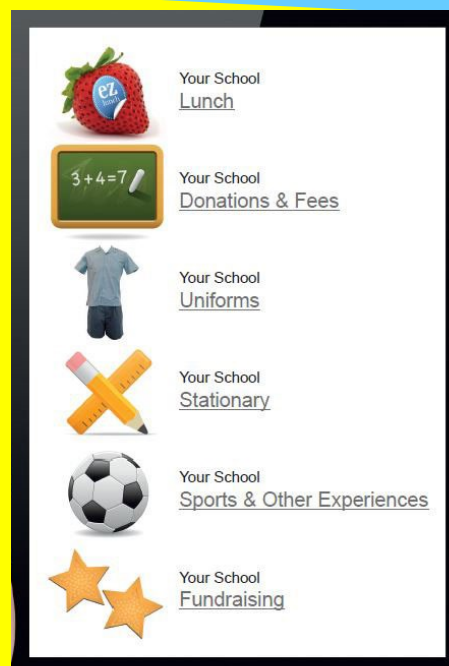 ez
lunch
Your School
Lunch
3+4=7
Your School
Donations & Fees
Your School
Uniforms
Your School
Stationary
Your School
Sports & Other Experiences
Your School
Fundraising